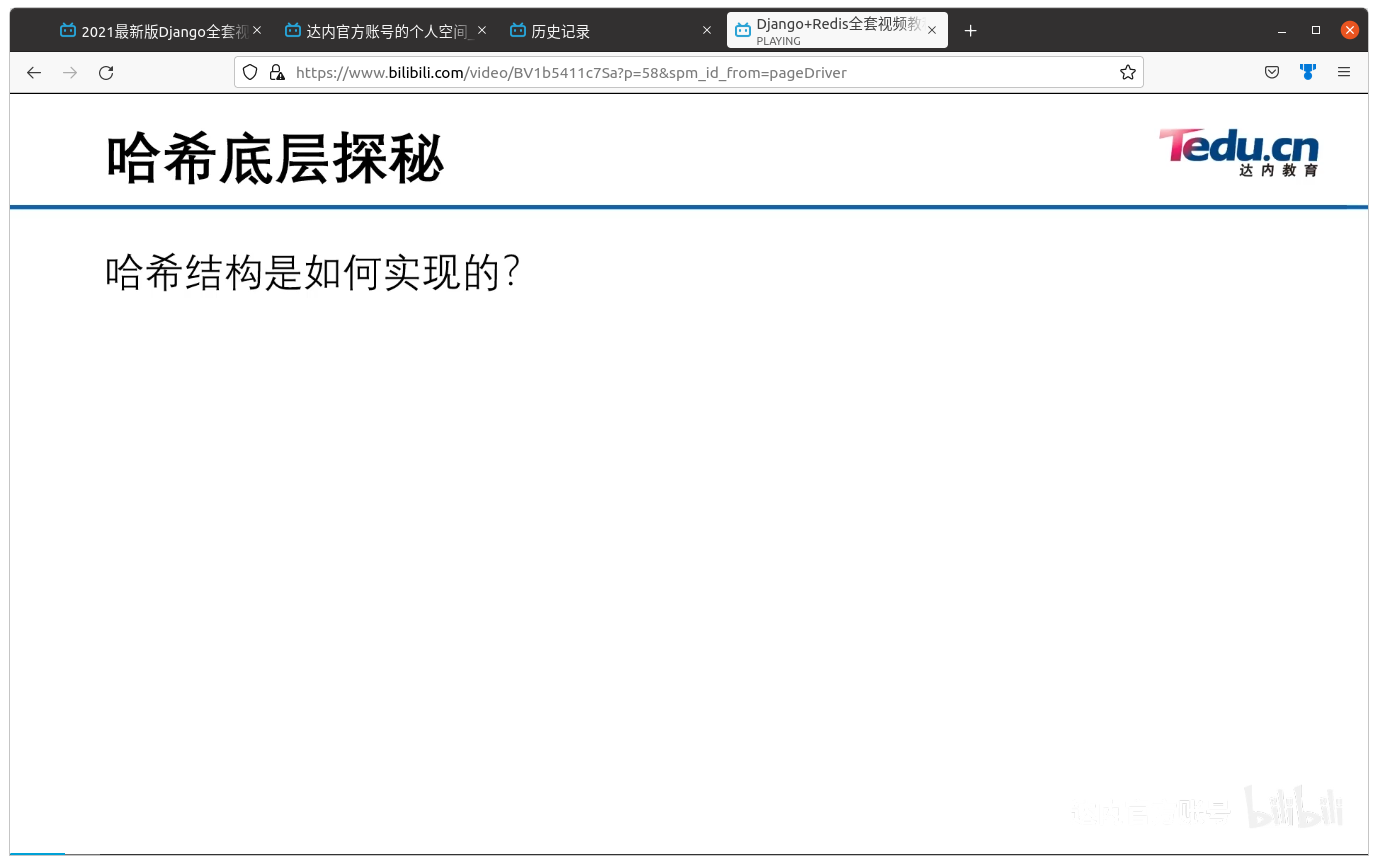 2021最新版Django全套视
达内官方账号的个人空间_
历史记录
Django+Redis全套视频教
PLAYING
https://www.bilibili.com/video/BV1b5411c7Sa?p=58&spm_id_from=pageDriver
哈希底层探秘
Tedu.cn
达内教育
哈希结构是如何实现的？
达内官方账号 bilibili